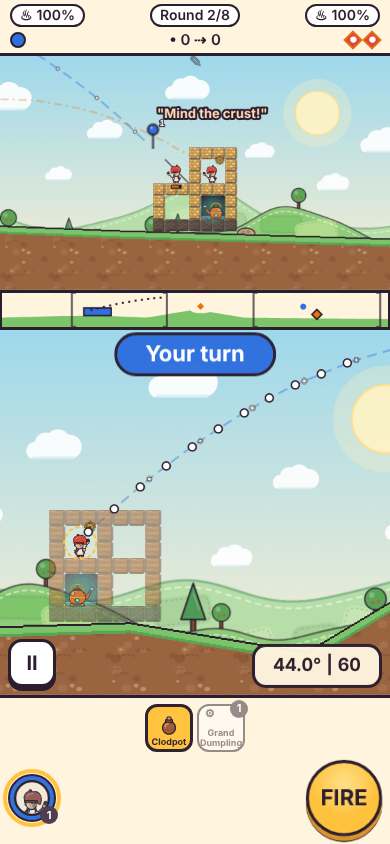 ♨ 100%
Round 2/8
♨ 100%
• 0 ⇢ 0
"Mind the crust!"
1
Your turn
44.0° | 60
Clodpot
1
Grand
Dumpling
1
FIRE